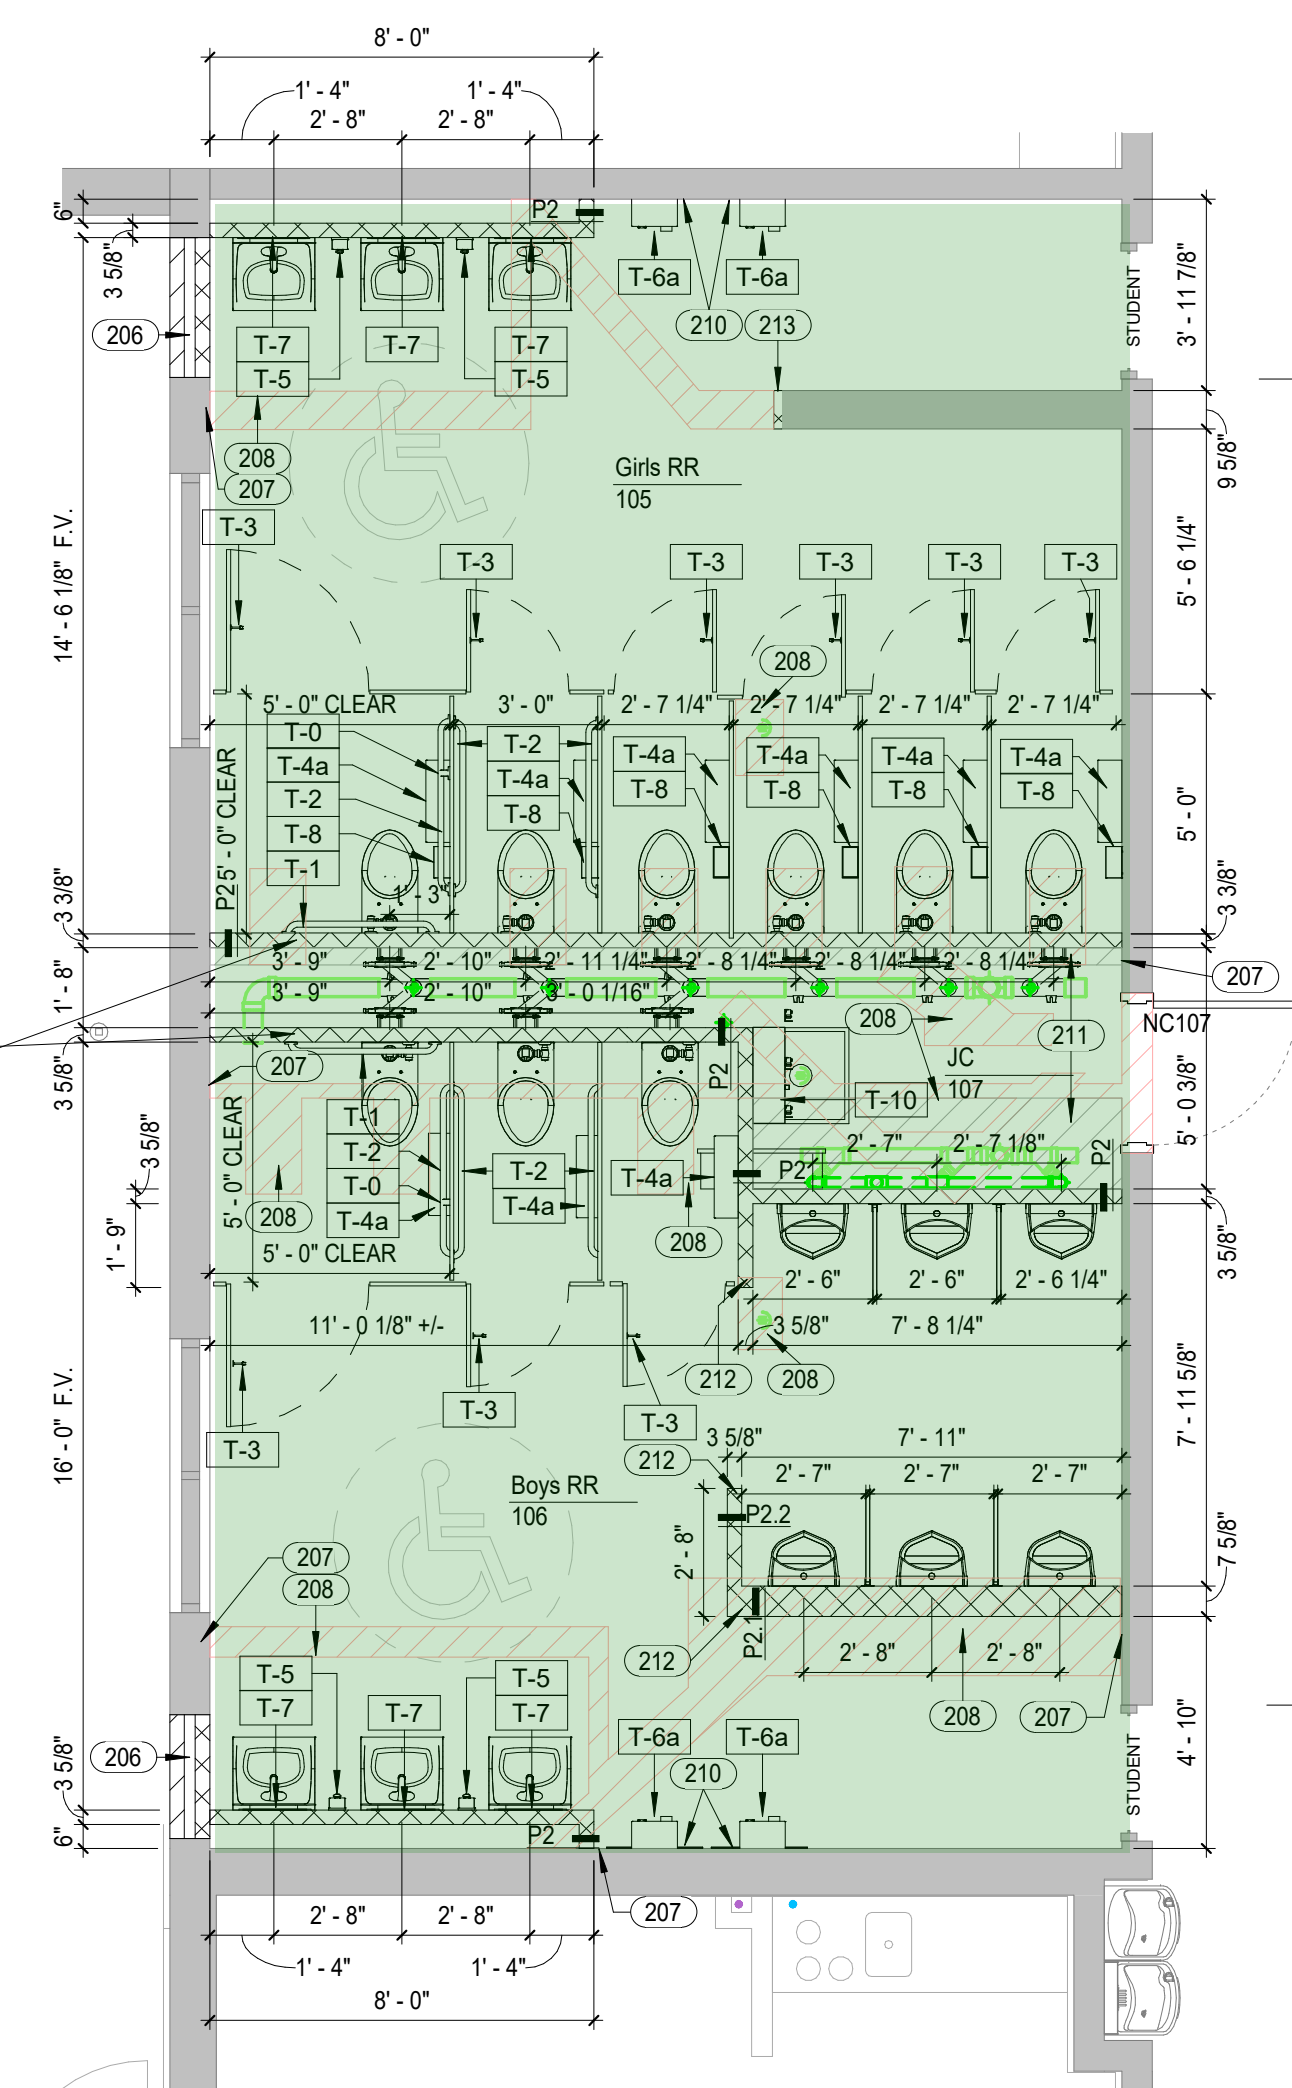 8' - 0"
1' - 4"
1' - 4"
2' - 8"
2' - 8"
6"
P2
3 5/8"
T-6a
T-6a
206
210
213
STUDENT
3' - 11 7/8"
T-7
T-7
T-7
T-5
T-5
208
207
9 5/8"
Girls RR
105
T-3
14' - 6 1/8" F.V.
T-3
T-3
T-3
T-3
T-3
5' - 6 1/4"
208
5' - 0" CLEAR
3' - 0"
2' - 7 1/4"
2' - 7 1/4"
2' - 7 1/4"
2' - 7 1/4"
T-0
T-4a
T-2
T-8
T-1
T-2
T-4a
T-8
T-4a
T-8
T-4a
T-8
T-4a
T-8
T-4a
T-8
5' - 0" CLEAR
P2
5' - 0"
1' - 3"
3 3/8"
3 3/8"
3' - 9"
2' - 10"
2' - 11 1/4"
2' - 8 1/4"
2' - 8 1/4"
2' - 8 1/4"
207
3' - 9"
2' - 10"
3' - 0 1/16"
1' - 8"
208
211
NC107
JC
107
207
3 5/8"
P2
T-10
5' - 0 3/8"
T-1
T-2
T-0
T-4a
T-2
T-4a
T-4a
P2
2' - 7"
2' - 7 1/8"
P2
5' - 0" CLEAR
3 5/8"
208
208
1' - 9"
5' - 0" CLEAR
2' - 6"
2' - 6"
2' - 6 1/4"
3 5/8"
11' - 0 1/8" +/-
3 5/8"
7' - 8 1/4"
212
208
T-3
T-3
T-3
3 5/8"
7' - 11"
7' - 11 5/8"
16' - 0" F.V.
212
2' - 7"
2' - 7"
2' - 7"
Boys RR
106
P2.2
2' - 8"
207
208
7 5/8"
P2.1
212
2' - 8"
2' - 8"
T-5
T-7
T-7
T-5
T-7
208
207
T-6a
T-6a
206
210
STUDENT
4' - 10"
3 5/8"
6"
P2
207
2' - 8"
2' - 8"
1' - 4"
1' - 4"
8' - 0"